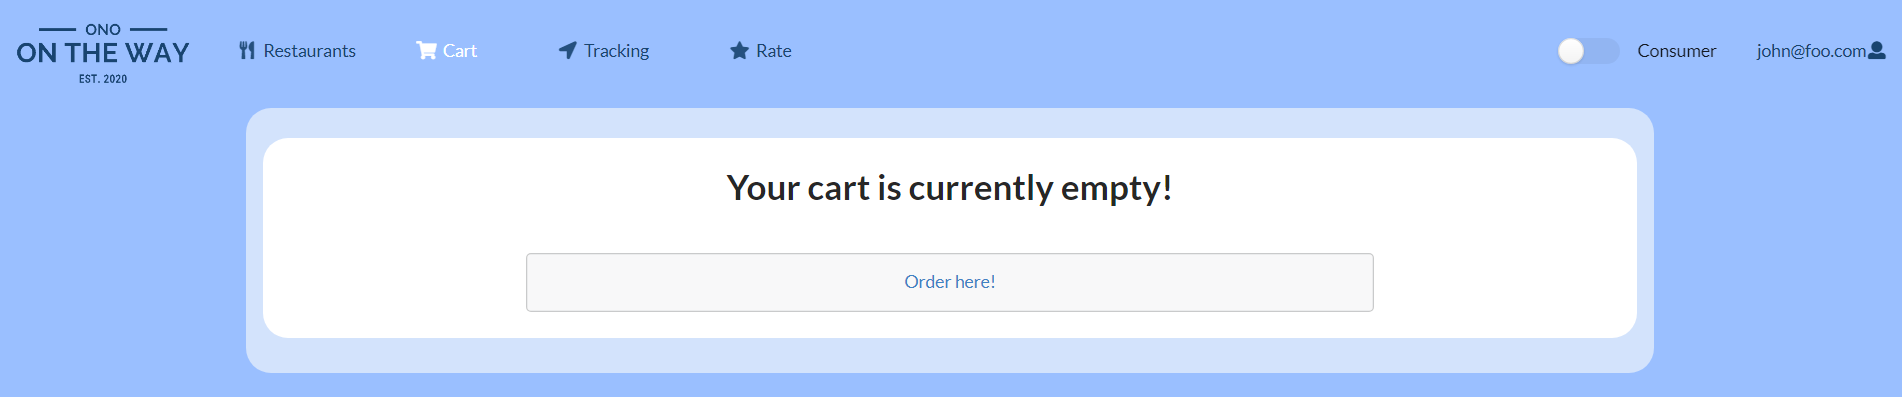 ONO
ON THE WAY
EST. 2020
Restaurants Cart Tracking Rate Consumer john@foo.com
Your cart is currently empty!
Order here!